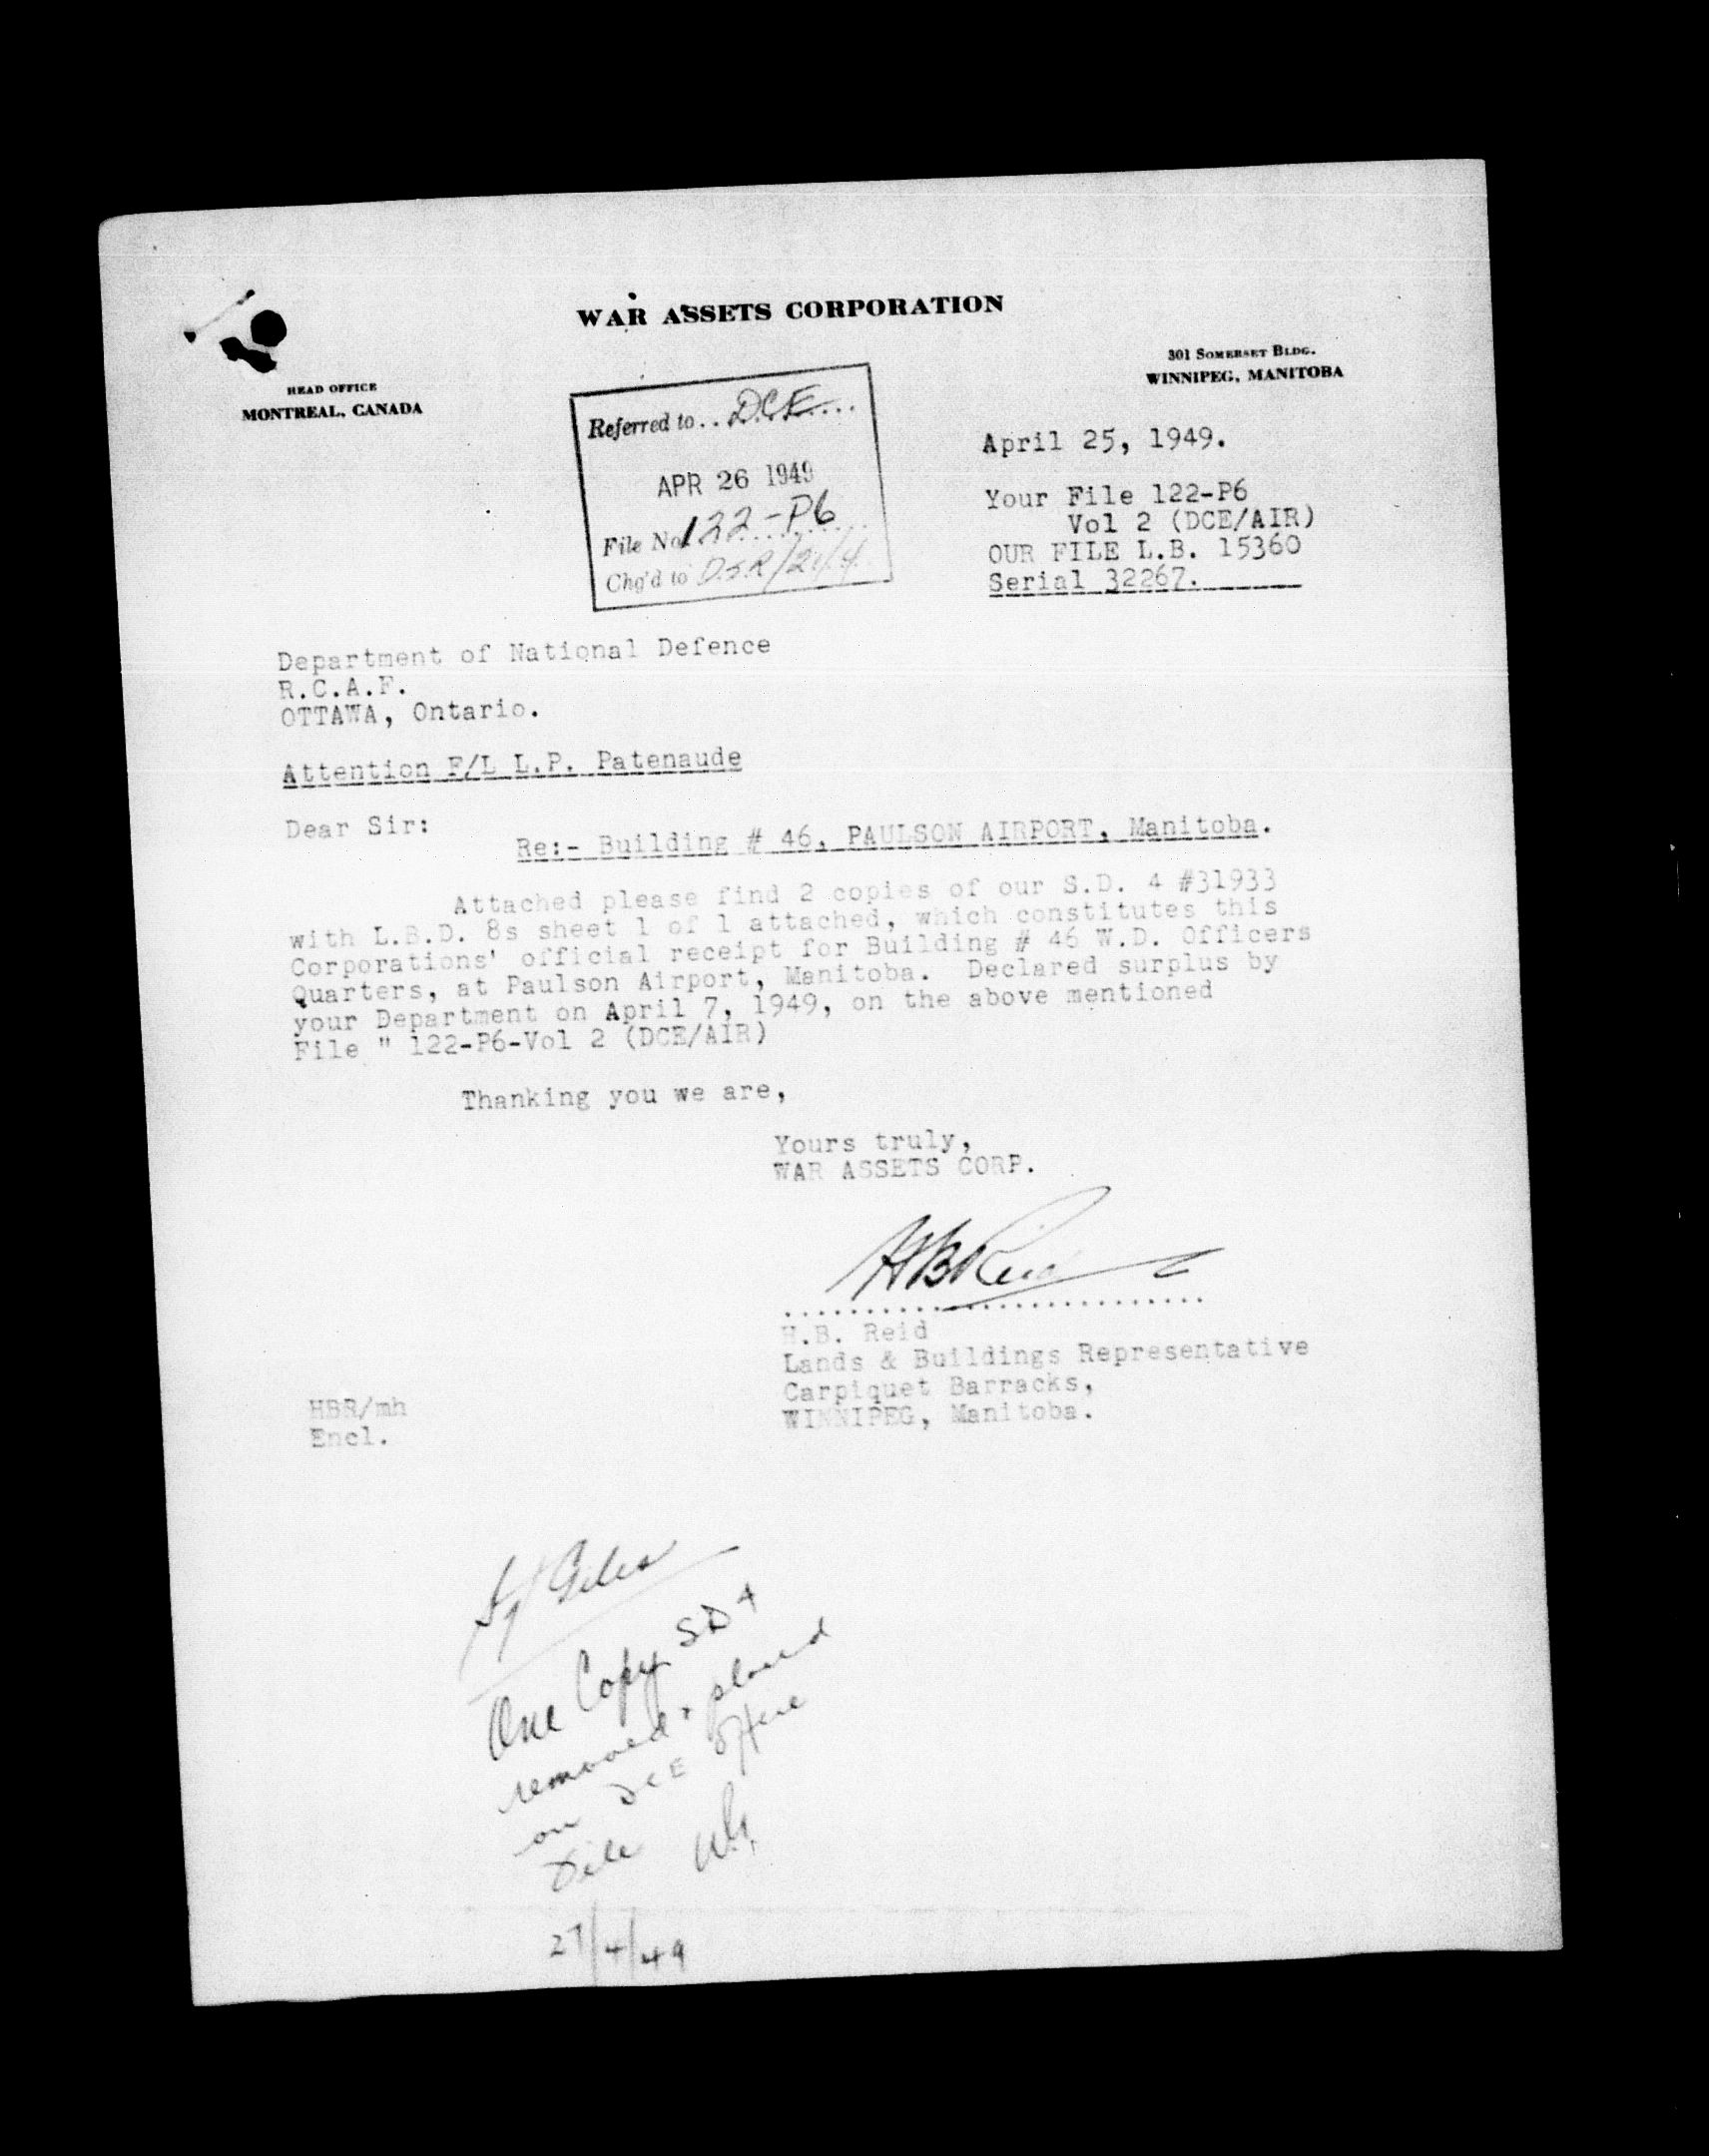 WAR ASSETS CORPORATION
HEAD OFFICE
MONTREAL, CANADA
301 SOMERSET BLDG.
WINNIPEG, MANITOBA
Referred to .. DCE....
APR 26 1949
File No. 122-P6
Chg'd to D.S.R/
April 25, 1949.
Your File 122-P6
Vol 2 (DCE/AIR)
OUR FILE L.B. 15360
Serial 32267.
Department of National Defence
R.C.A.F.
OTTAWA, Ontario.
Attention F/L L.P. Patenaude
Dear Sir:
Re:- Building # 46, PAULSON AIRPORT, Manitoba.
Attached please find 2 copies of our S.D. 4 #31933
with L.B.D. 8s sheet 1 of 1 attached, which constitutes this
Corporations' official receipt for Building # 46 W.D. Officers
Quarters, at Paulson Airport, Manitoba. Declared surplus by
your Department on April 7, 1949, on the above mentioned
File " 122-P6-Vol 2 (DCE/AIR)
Thanking you we are,
Yours truly,
WAR ASSETS CORP.
HB Reid
..........................
H.B. Reid
Lands & Buildings Representative
Carpiquet Barracks,
WINNIPEG, Manitoba.
HBR/mh
Encl.
One Copy SD 4
removed & placed
on DCE office
File
27/4/49